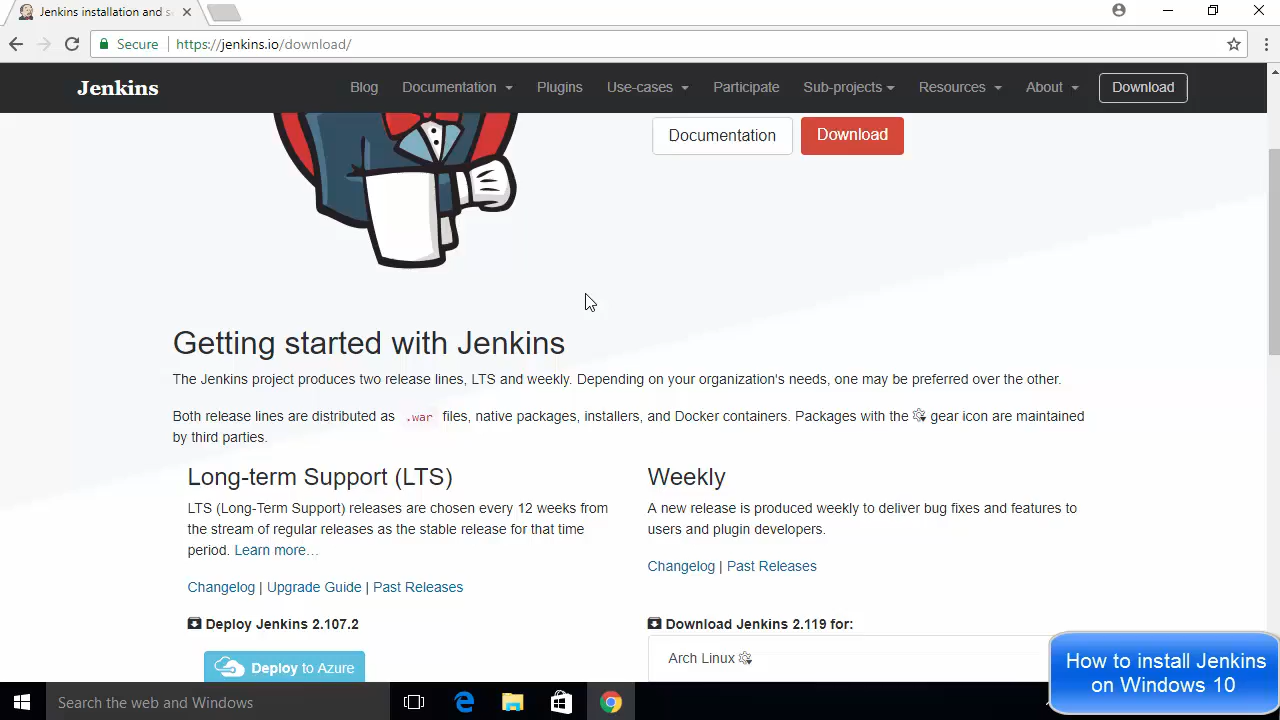 Jenkins installation and s
Secure
https://jenkins.io/download/
Jenkins
Blog
Documentation
Plugins
Use-cases
Participate
Sub-projects
Resources
About
Download
Documentation
Download
Getting started with Jenkins
The Jenkins project produces two release lines, LTS and weekly. Depending on your organization's needs, one may be preferred over the other.
Both release lines are distributed as .war files, native packages, installers, and Docker containers. Packages with the gear icon are maintained
by third parties.
Long-term Support (LTS)
LTS (Long-Term Support) releases are chosen every 12 weeks from
the stream of regular releases as the stable release for that time
period. Learn more…
Changelog | Upgrade Guide | Past Releases
Deploy Jenkins 2.107.2
Deploy to Azure
Weekly
A new release is produced weekly to deliver bug fixes and features to
users and plugin developers.
Changelog | Past Releases
Download Jenkins 2.119 for:
Arch Linux
How to install Jenkins
on Windows 10
Search the web and Windows